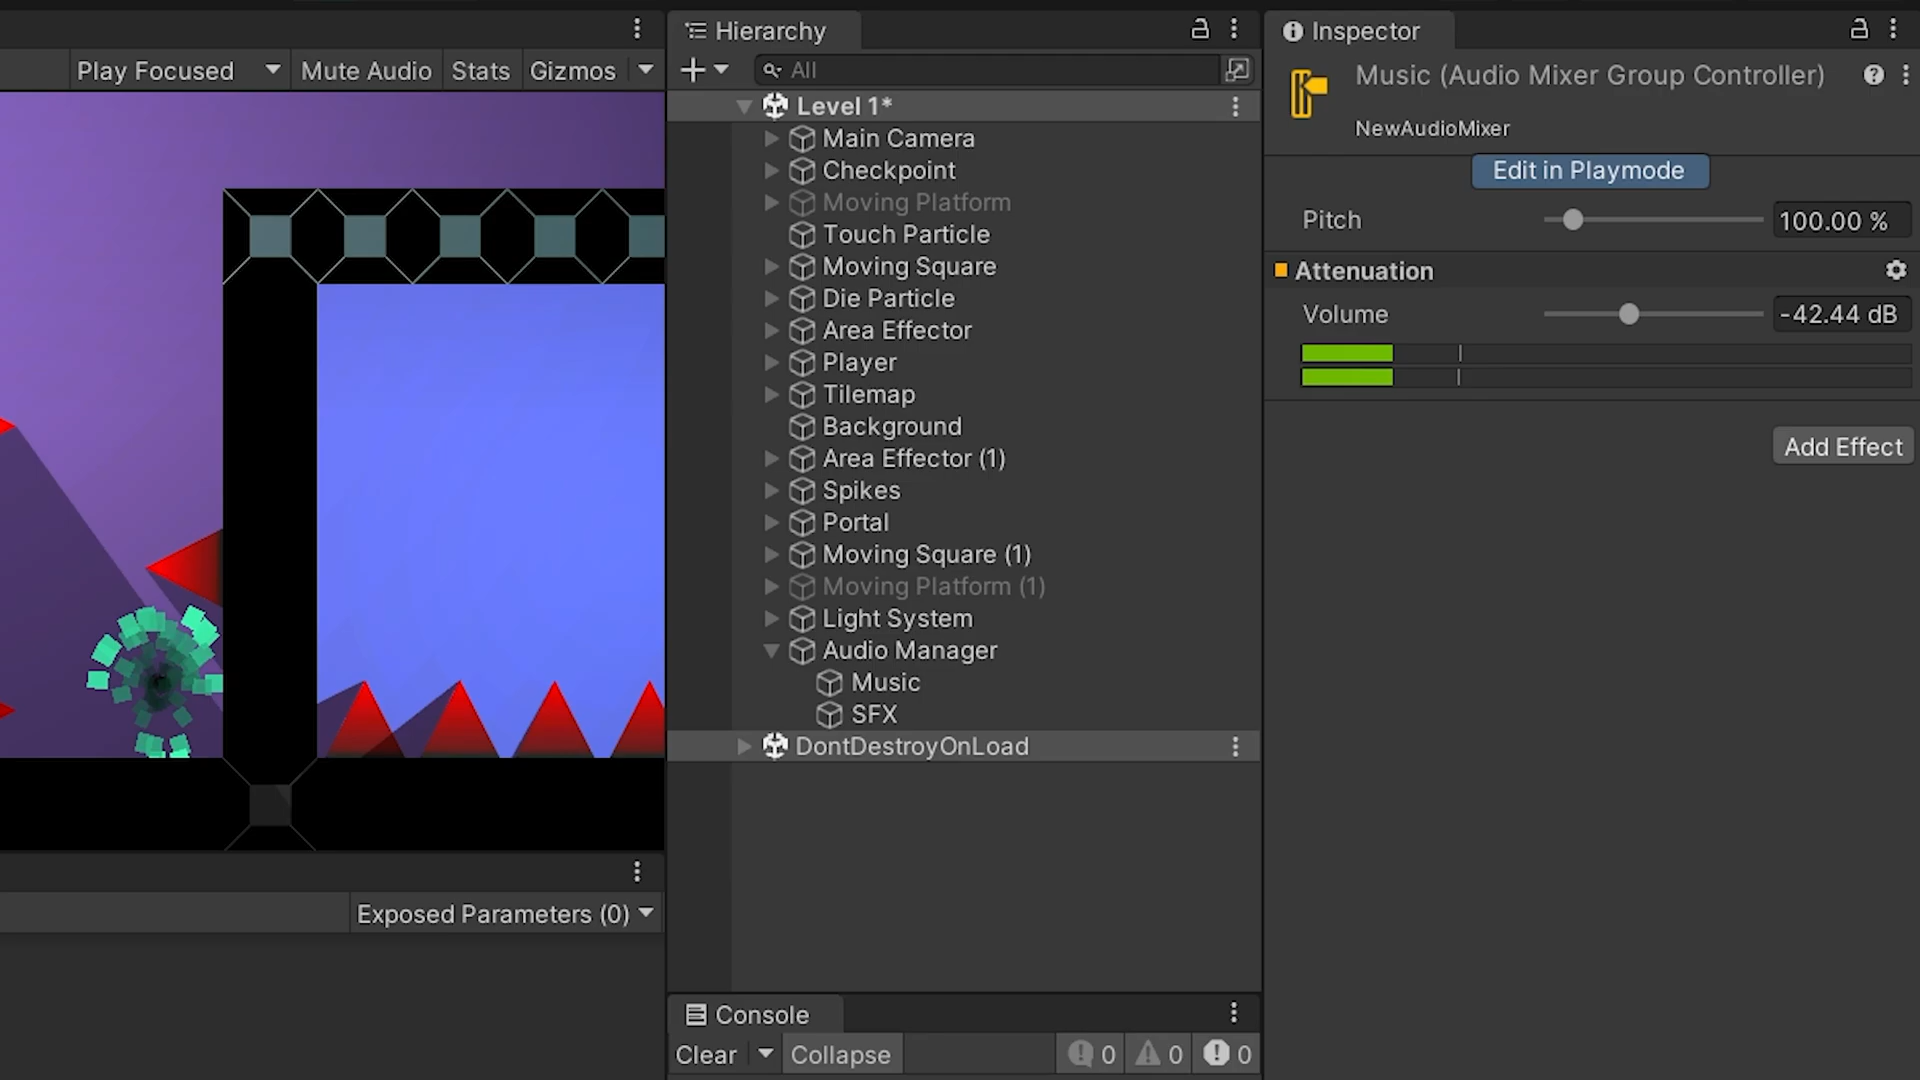 Play Focused
Mute Audio
Stats
Gizmos
Exposed Parameters (0)
Hierarchy
All
Level 1*
Main Camera
Checkpoint
Moving Platform
Touch Particle
Moving Square
Die Particle
Area Effector
Player
Tilemap
Background
Area Effector (1)
Spikes
Portal
Moving Square (1)
Moving Platform (1)
Light System
Audio Manager
Music
SFX
DontDestroyOnLoad
Console
Clear
Collapse
0
0
0
Inspector
Music (Audio Mixer Group Controller)
NewAudioMixer
Edit in Playmode
Pitch
100.00 %
Attenuation
Volume
-42.44 dB
Add Effect